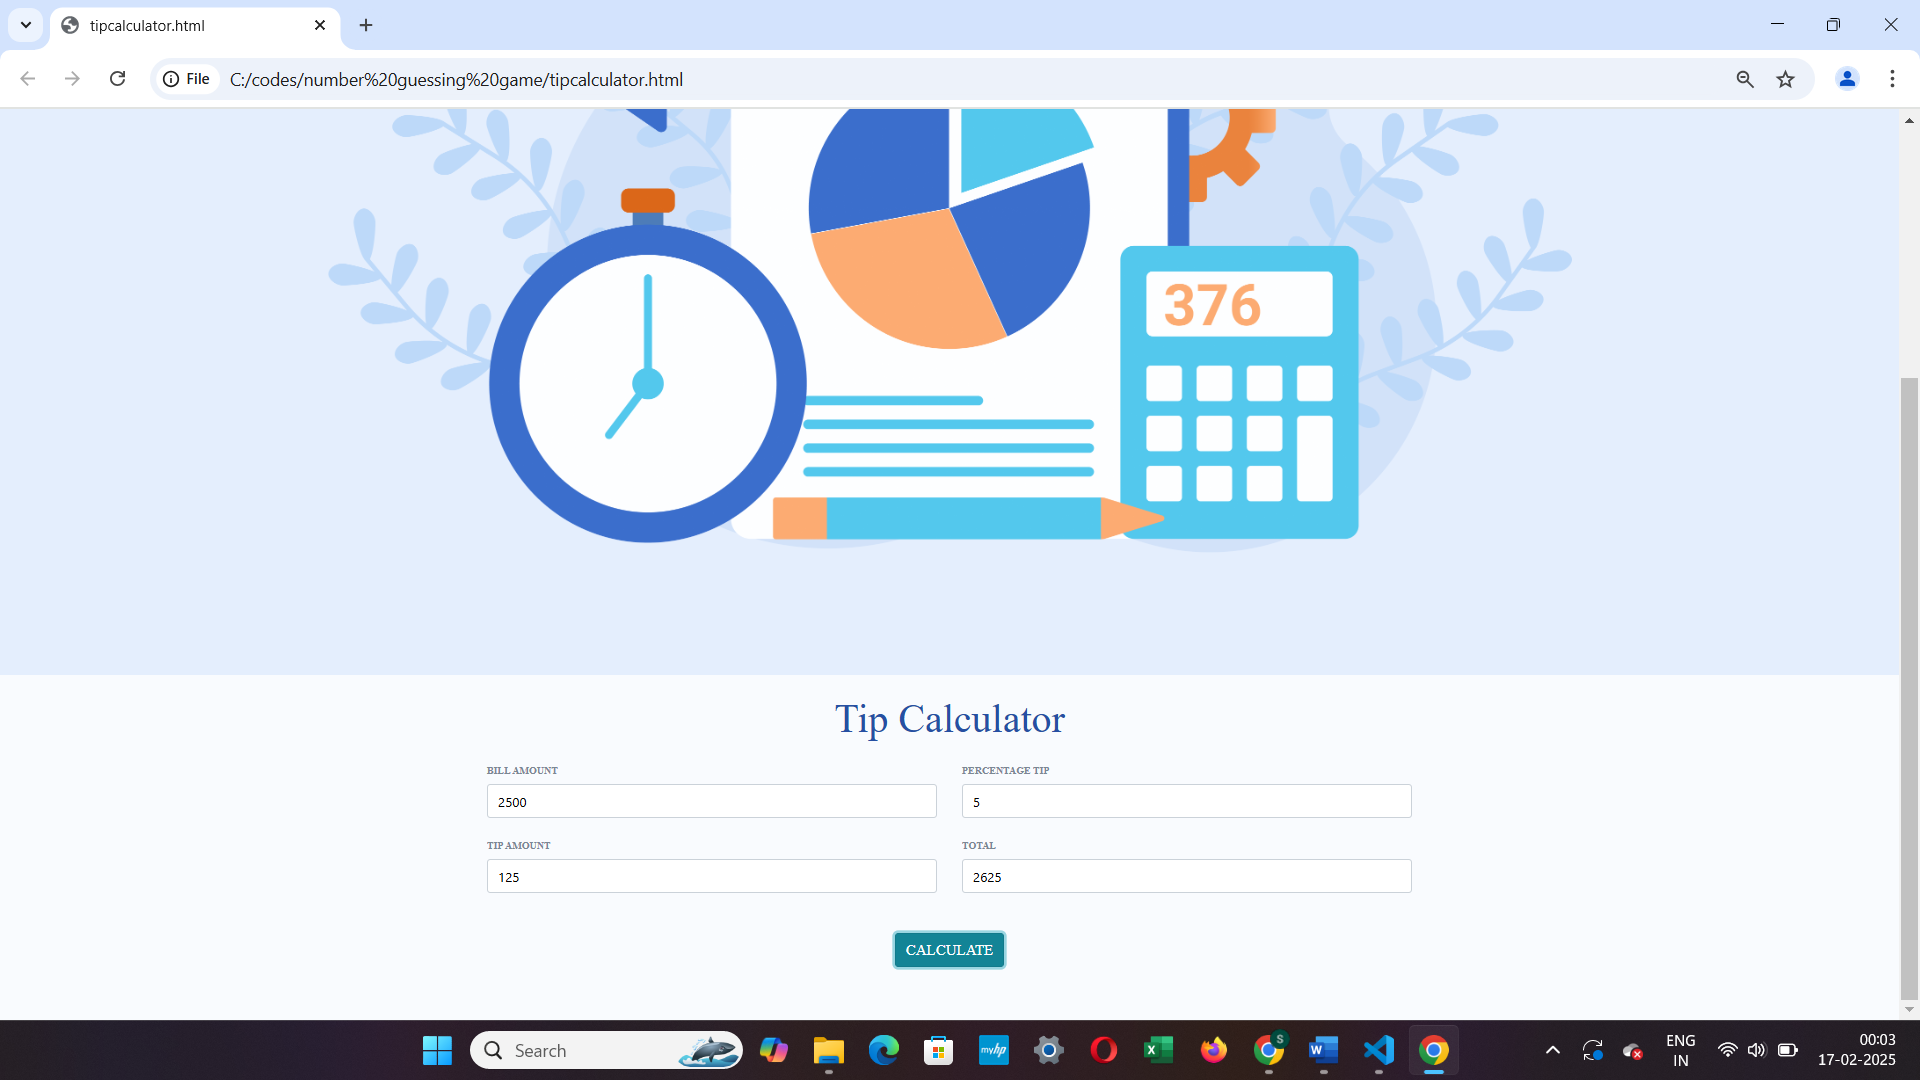 tipcalculator.html
File
C:/codes/number%20guessing%20game/tipcalculator.html
376
Tip Calculator
BILL AMOUNT
PERCENTAGE TIP
2500
5
TIP AMOUNT
TOTAL
125
2625
CALCULATE
Search
myhp
S
W
ENG
IN
00:03
17-02-2025